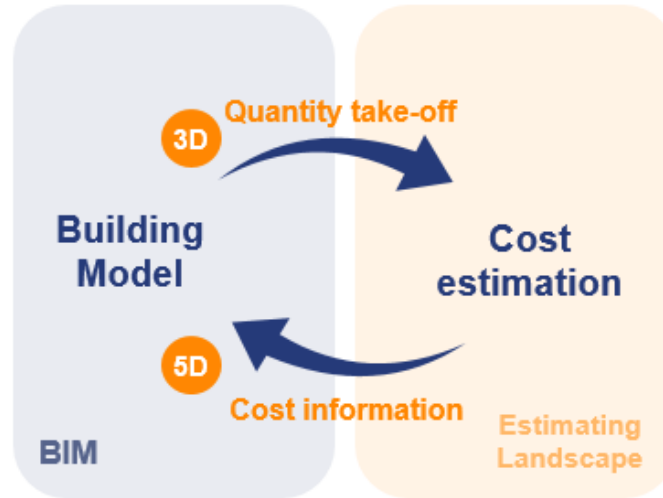 Quantity take-off
3D
Building
Model
Cost
estimation
5D
Cost information
BIM
Estimating
Landscape